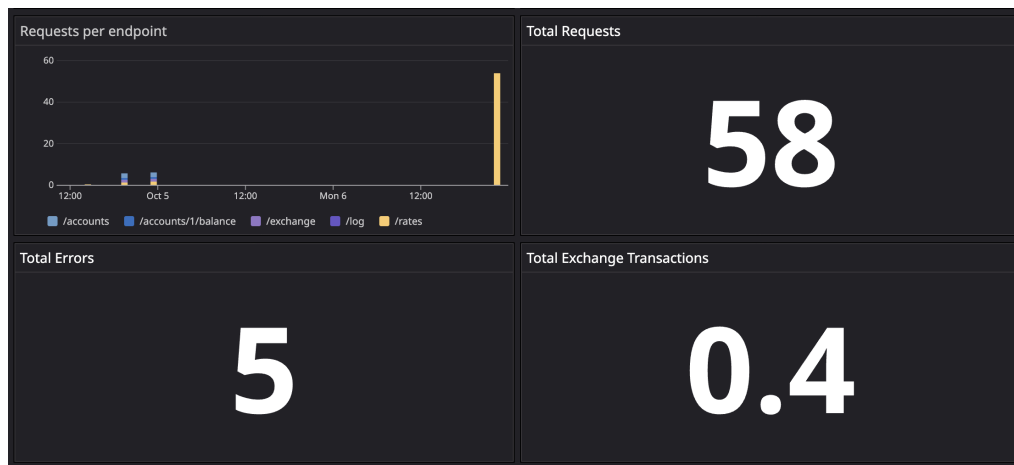 Requests per endpoint
60
40
20
0
12:00 Oct 5 12:00 Mon 6 12:00
/accounts /accounts/1/balance /exchange /log /rates
Total Requests
58
Total Errors
5
Total Exchange Transactions
0.4